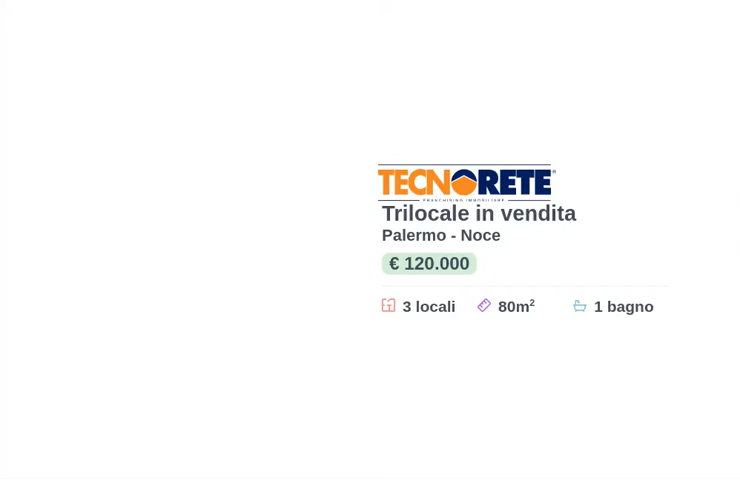 TECNORETE®
FRANCHISING IMMOBILIARE
Trilocale in vendita
Palermo - Noce
€ 120.000
3 locali 80m² 1 bagno